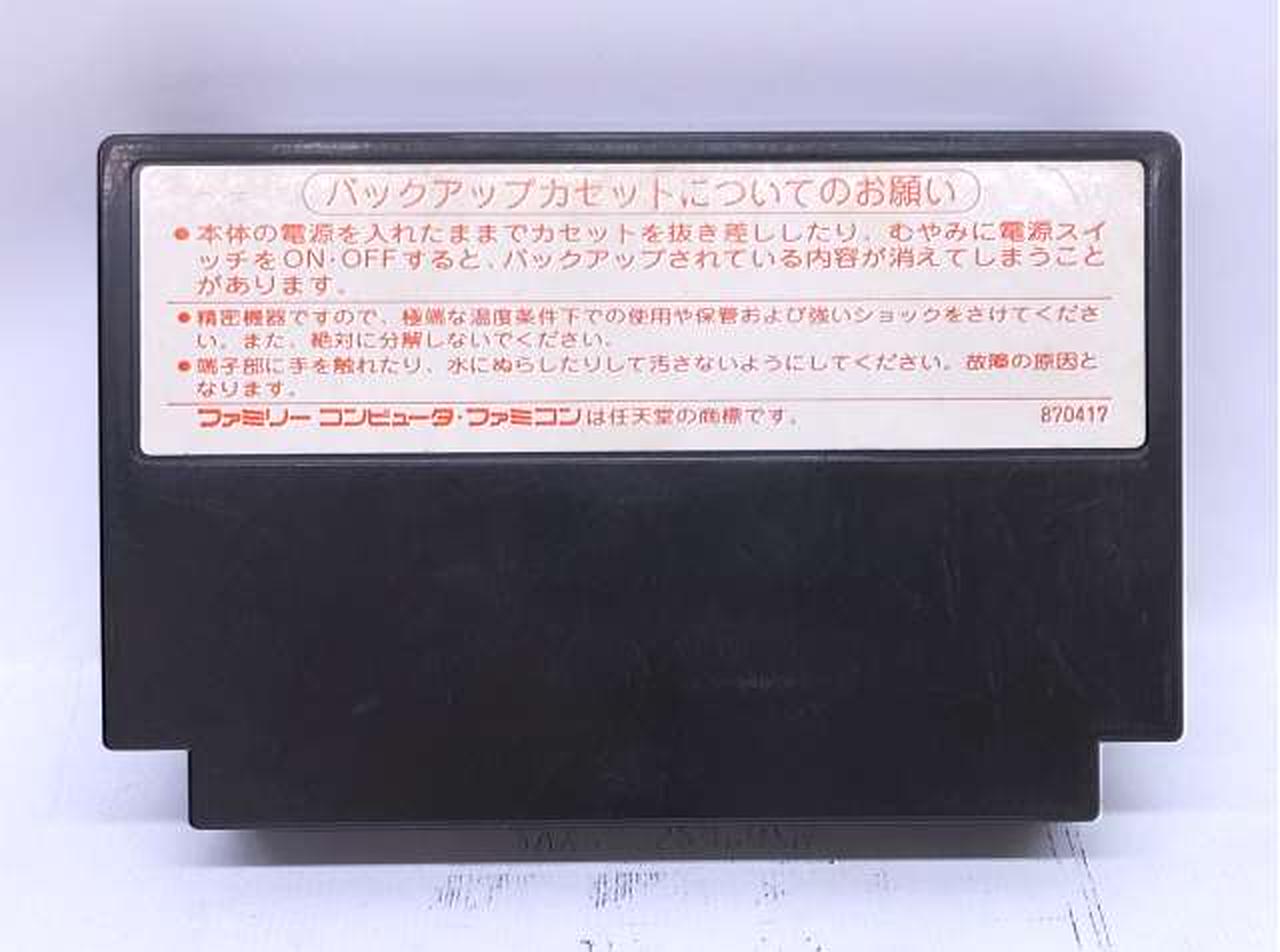 バックアップカセットについてのお願い
●本体の電源を入れたままでカセットを抜き差ししたり、むやみに電源スイ
ッチをON·OFFすると、バックアップされている内容が消えてしまうこと
があります。
●精密機器ですので、極端な温度条件下での使用や保管および強いショックをさけてくださ
い。また、絶対に分解しないでください。
●端子部に手を触れたり、水にぬらしたりして汚さないようにしてください。故障の原因と
なります。
ファミリー コンピュータ·ファミコンは任天堂の商標です。 870417